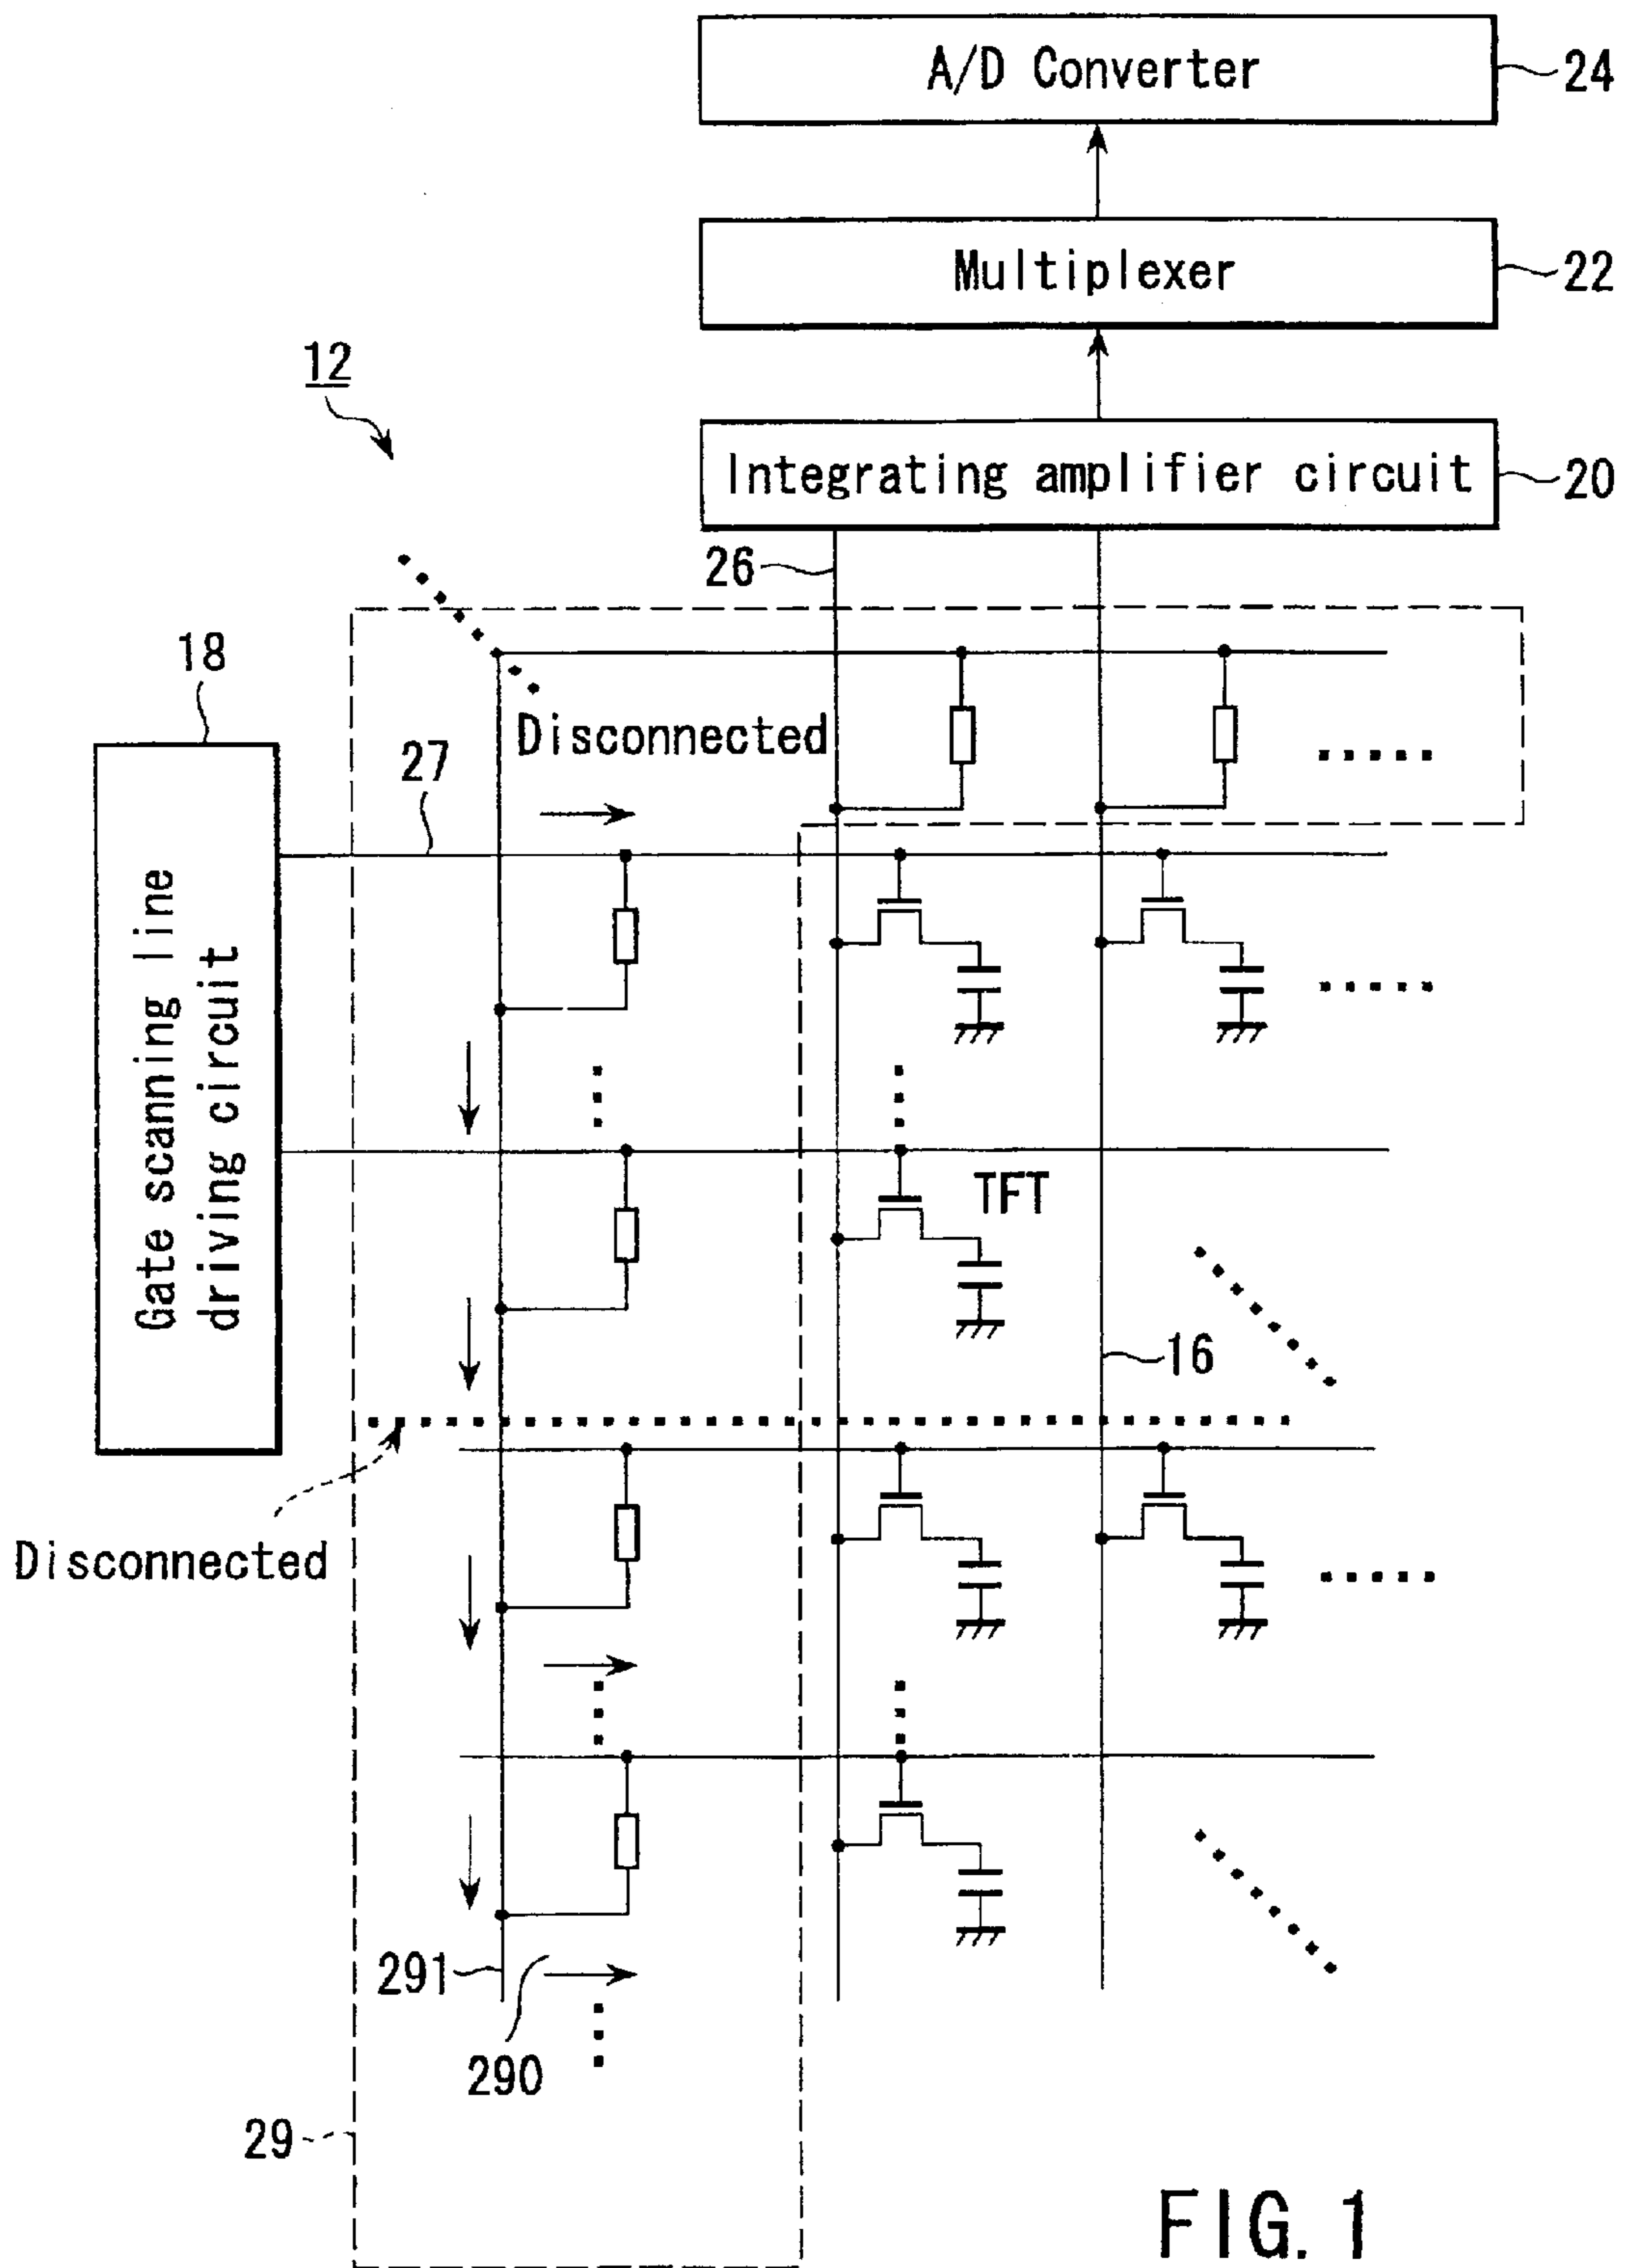 A/D Converter
24
Multiplexer
22
12
Integrating amplifier circuit
20
26
18
Disconnected
27
Gate scanning line
driving circuit
TFT
16
Disconnected
291
290
29
FIG. 1